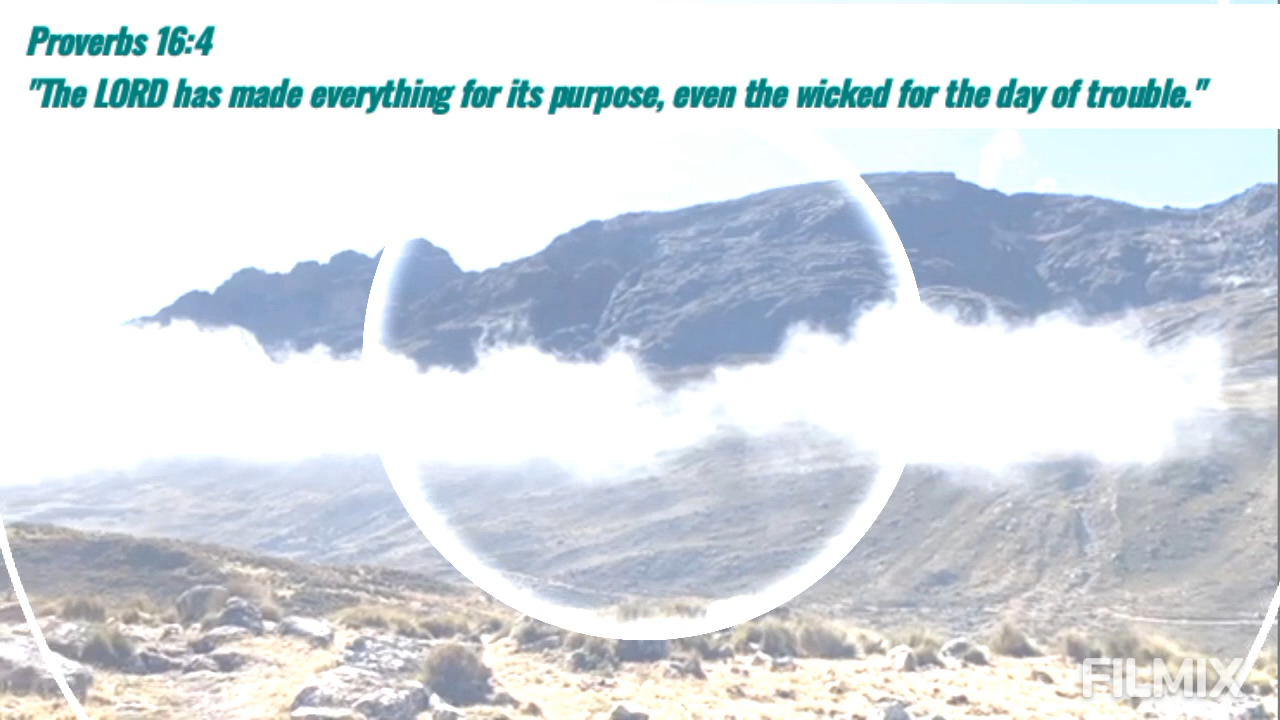 Proverbs 16:4
"The LORD has made everything for its purpose, even the wicked for the day of trouble."
FILMIX